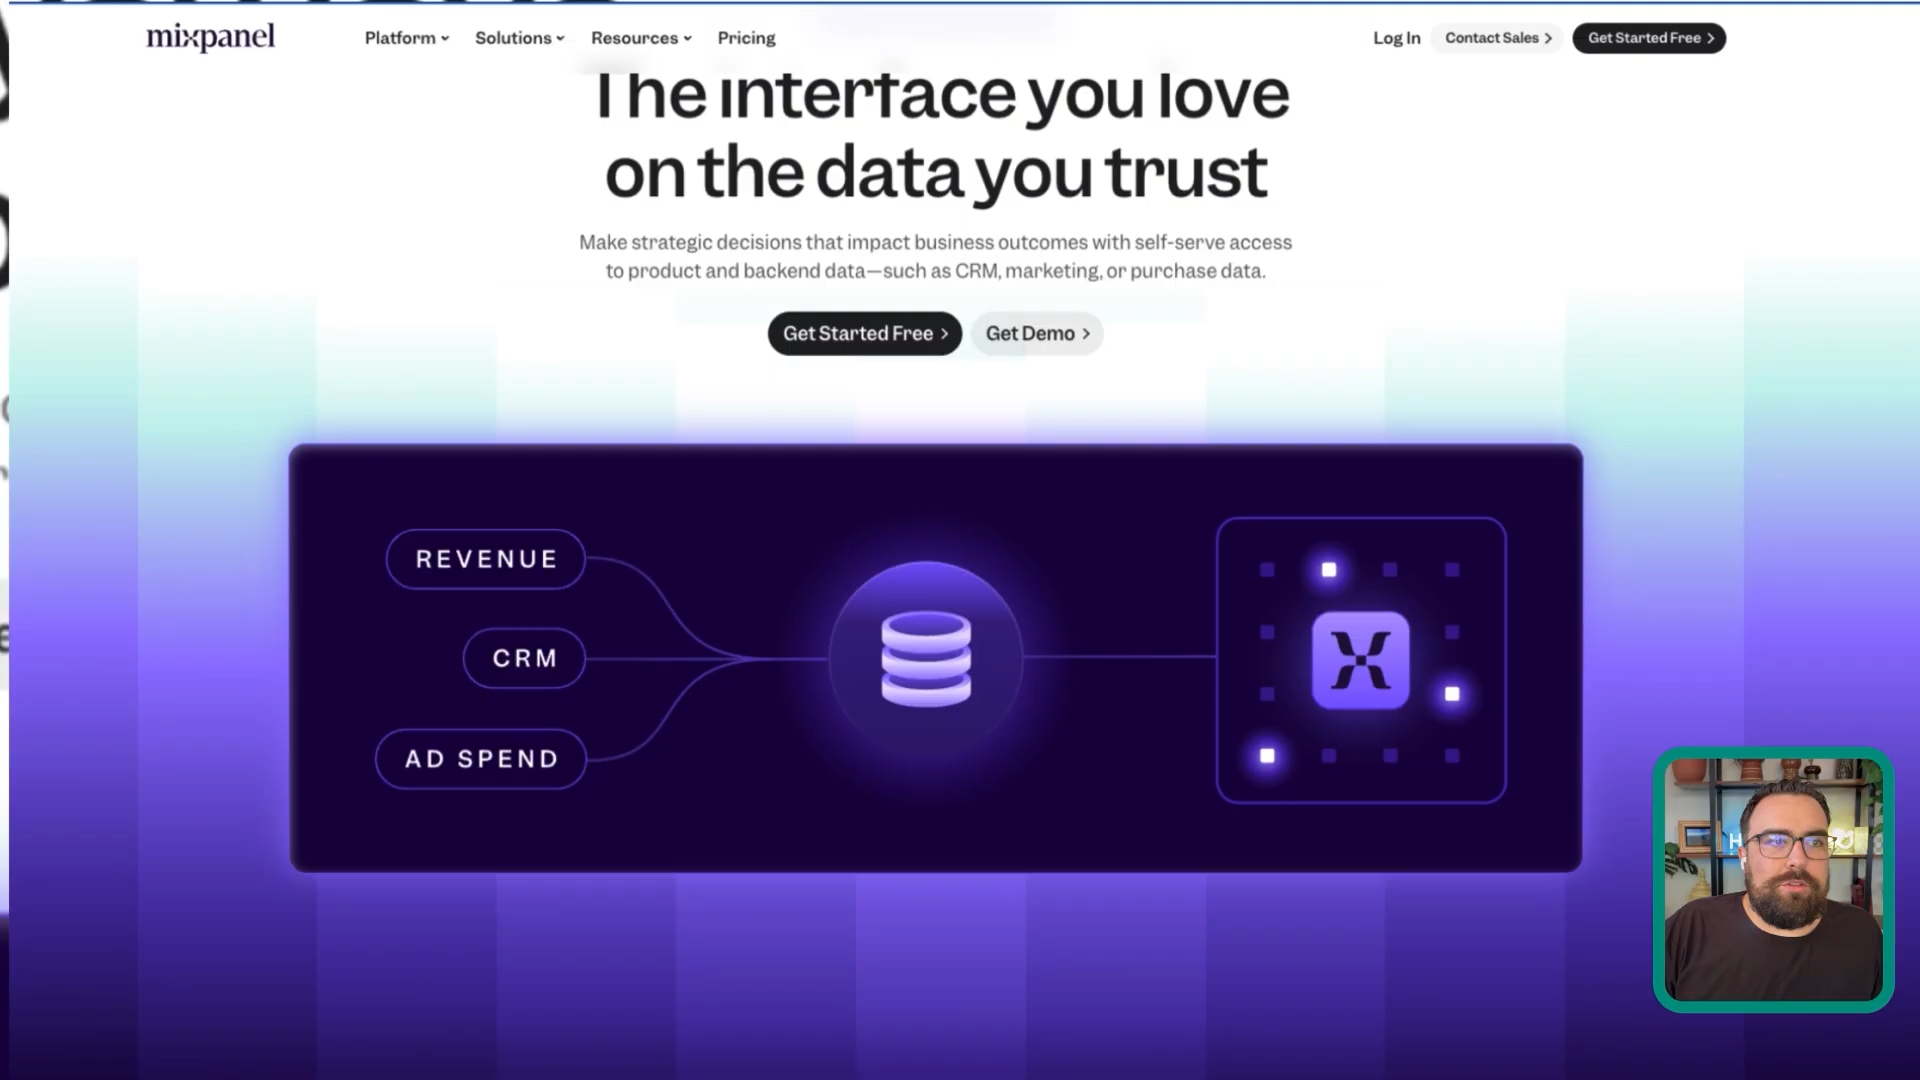 mixpanel
Platform
Solutions
Resources
Pricing
Log In
Contact Sales
Get Started Free
The interface you love
on the data you trust
Make strategic decisions that impact business outcomes with self-serve access
to product and backend data—such as CRM, marketing, or purchase data.
Get Started Free
Get Demo
REVENUE
CRM
AD SPEND